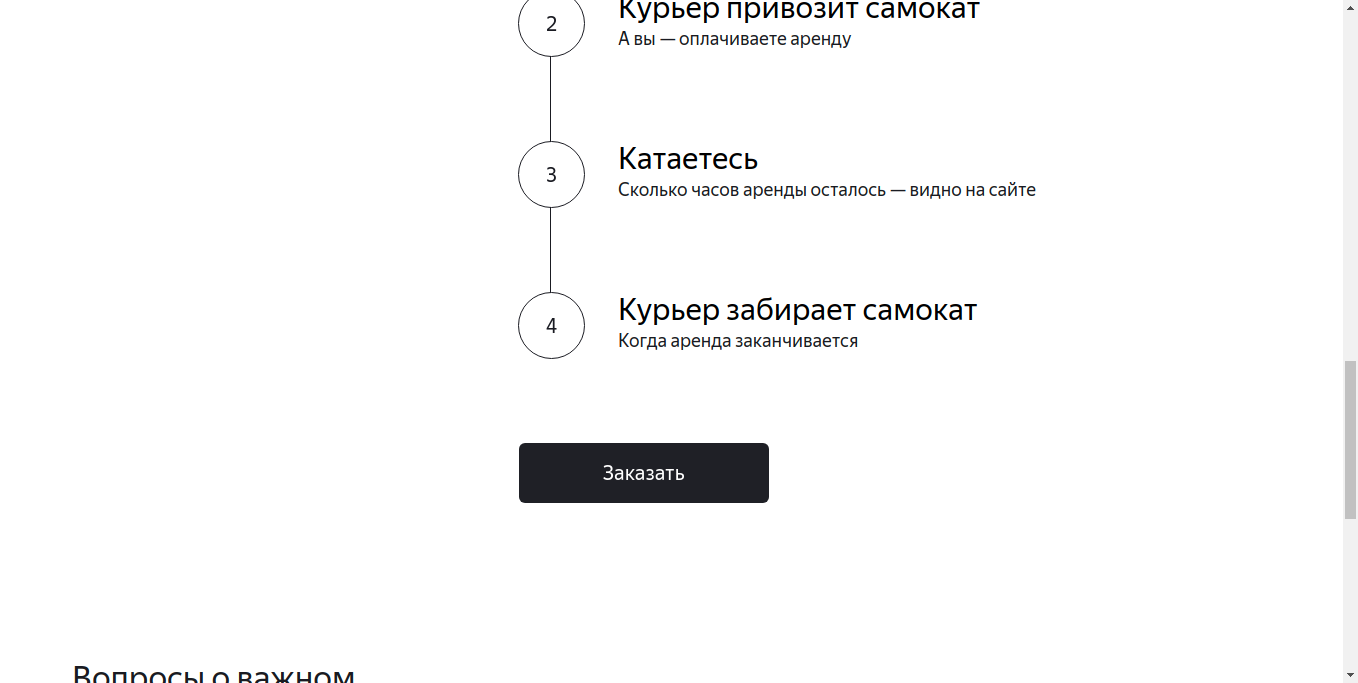 2
Курьер привозит самокат
А вы — оплачиваете аренду
3
Катаетесь
Сколько часов аренды осталось — видно на сайте
4
Курьер забирает самокат
Когда аренда заканчивается
Заказать
Вопросы о важном